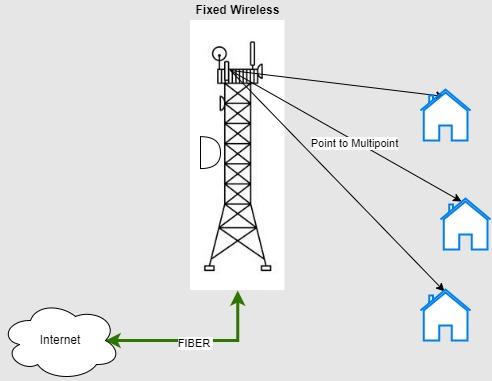 Fixed Wireless
Point to Multipoint
Internet
FIBER